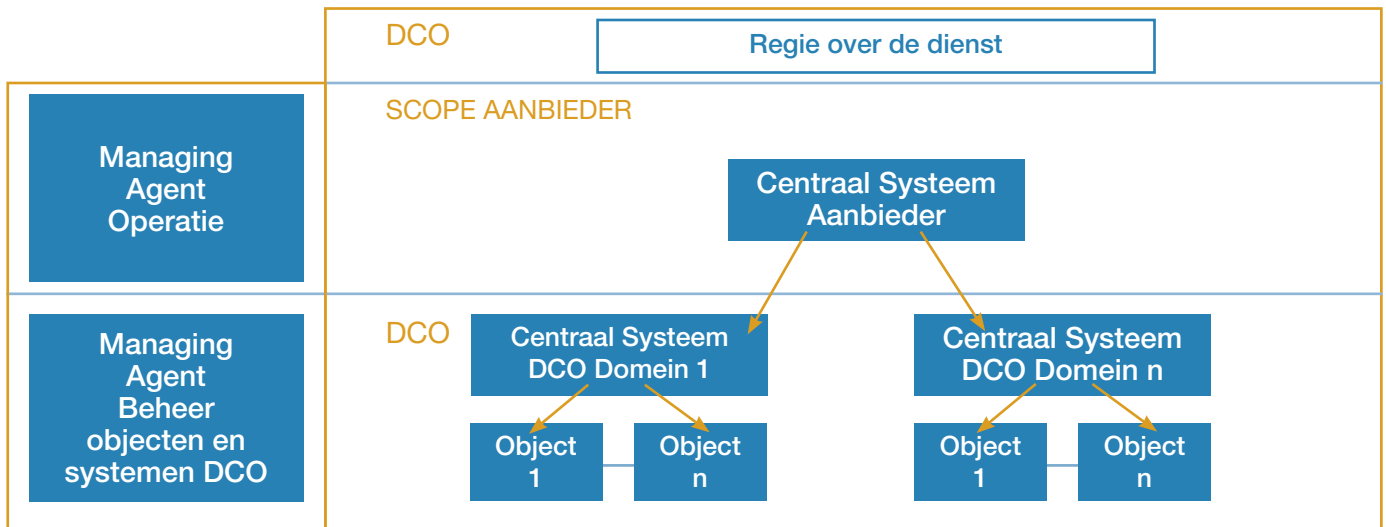 DCO
Regie over de dienst
Managing
Agent
Operatie
SCOPE AANBIEDER
Centraal Systeem
Aanbieder
Managing
Agent
Beheer
objecten en
systemen DCO
DCO
Centraal Systeem
DCO Domein 1
Centraal Systeem
DCO Domein n
Object
1
Object
n
Object
1
Object
n